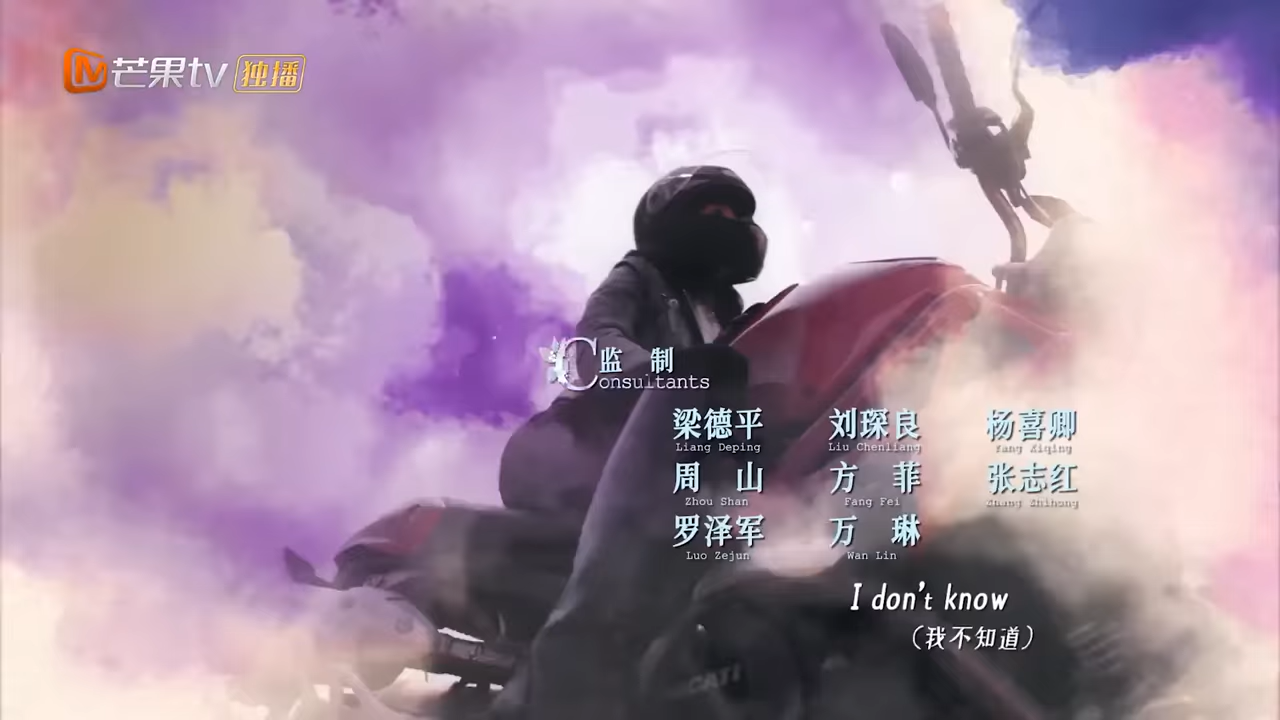 芒果tv 独播
监 制
Consultants
梁德平 刘琛良 杨喜卿
Liang Deping Liu Chenliang Yang Xiqing
周 山 方 菲 张志红
Zhou Shan Fang Fei Zhang Zhihong
罗泽军 万 琳
Luo Zejun Wan Lin
I don't know
（我不知道）
CATI